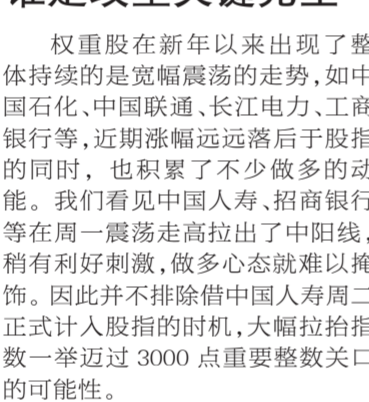 权重股在新年以来出现了整
体持续的是宽幅震荡的走势,如中
国石化、中国联通、长江电力、工商
银行等,近期涨幅远远落后于股指
的同时，也积累了不少做多的动
能。我们看见中国人寿、招商银行
等在周一震荡走高拉出了中阳线,
稍有利好刺激,做多心态就难以掩
饰。因此并不排除借中国人寿周二
正式计入股指的时机,大幅拉抬指
数一举迈过 3000 点重要整数关口
的可能性。